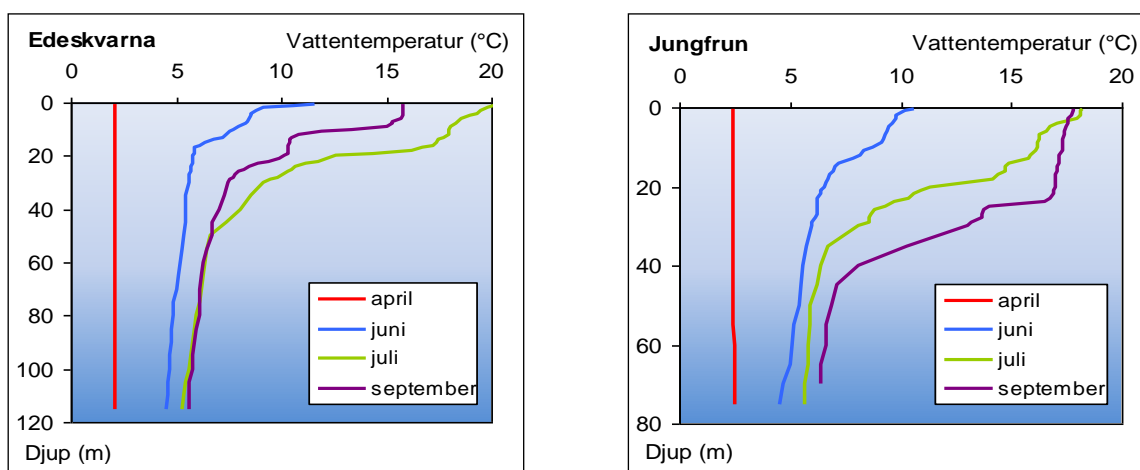 Edeskvarna Vattentemperatur (°C)
0 5 10 15 20
0
20
40
60
80
100
120
april
juni
juli
september
Djup (m)
Jungfrun Vattentemperatur (°C)
0 5 10 15 20
0
20
40
60
80
april
juni
juli
september
Djup (m)